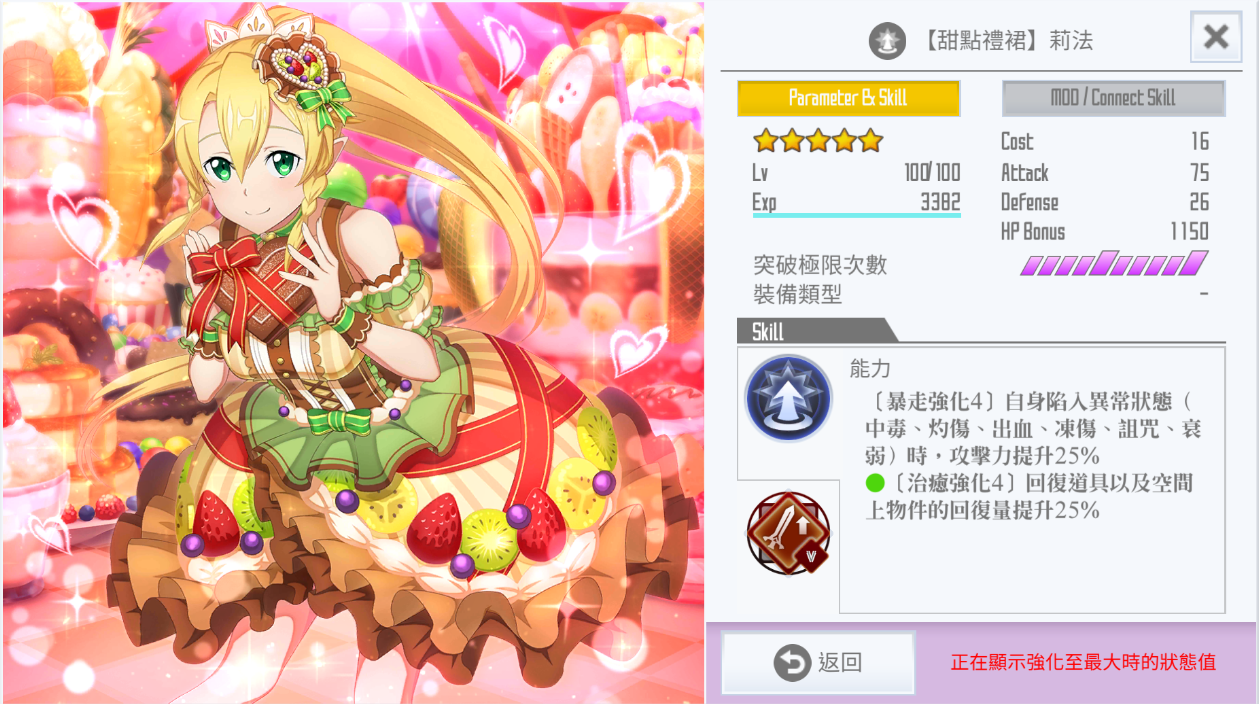 【甜點禮裙】莉法
Parameter & Skill
MOD / Connect Skill
Lv 100/100
Exp 3382
Cost 16
Attack 75
Defense 26
HP Bonus 1150
突破極限次數
裝備類型 -
Skill
能力
〔暴走強化4〕自身陷入異常狀態（
中毒、灼傷、出血、凍傷、詛咒、衰
弱）時，攻擊力提升25%
〔治癒強化4〕回復道具以及空間
上物件的回復量提升25%
V
返回
正在顯示強化至最大時的狀態值